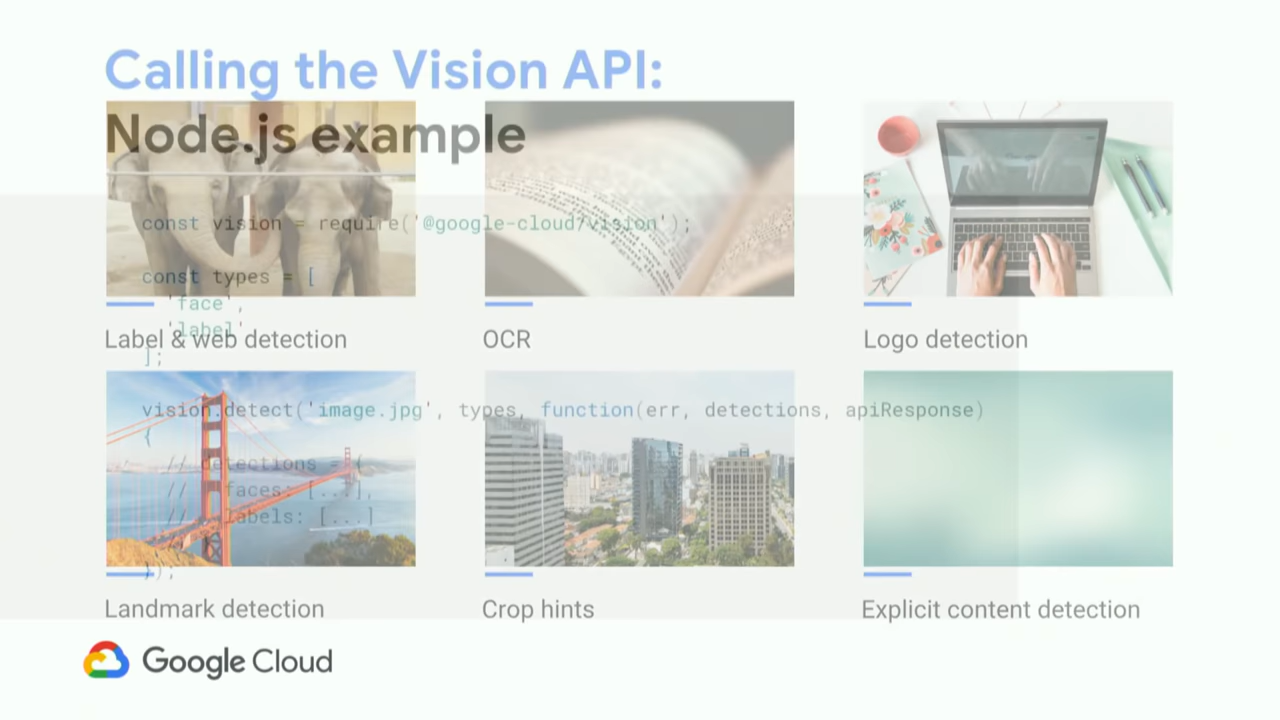 Calling the Vision API:
Node.js example
const vision = require('@google-cloud/vision');
const types = [
'face',
'label'
];
Label & web detection
OCR
Logo detection
vision.detect('image.jpg', types, function(err, detections, apiResponse)
{
// detections = {
// faces: [...],
// labels: [...]
});
Landmark detection
Crop hints
Explicit content detection
Google Cloud